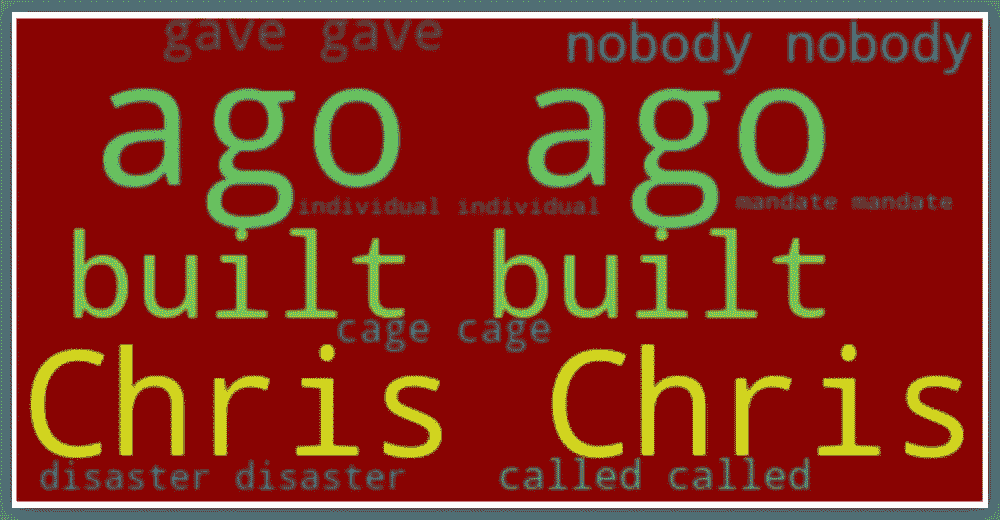 gave gave
nobody nobody
ago ago
individual individual
mandate mandate
built built
cage cage
Chris Chris
disaster disaster
called called